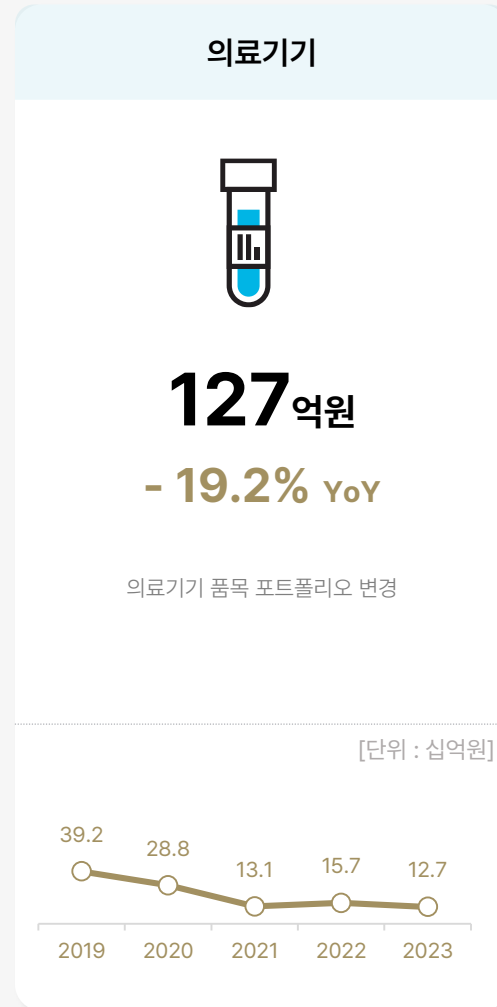 의료기기
127억원
- 19.2% YoY
의료기기 품목 포트폴리오 변경
[단위 : 십억원]
39.2 28.8 13.1 15.7 12.7
2019 2020 2021 2022 2023